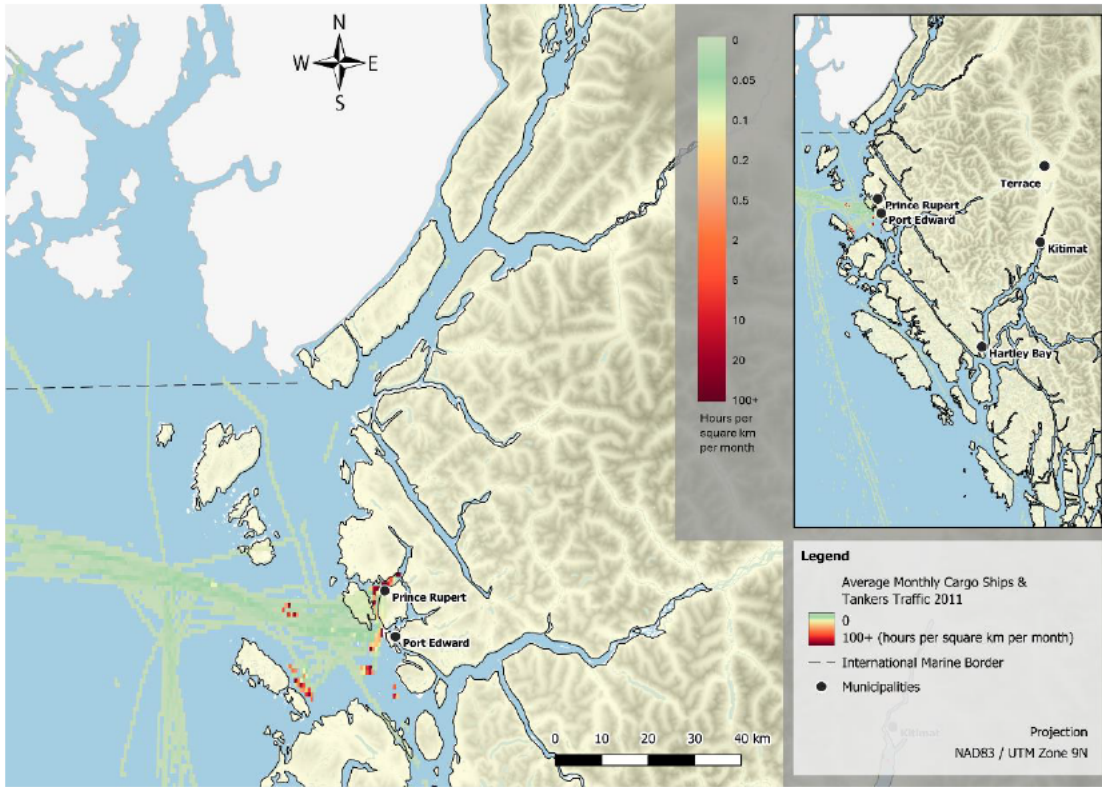 N
W E
S
0
0.05
0.1
0.2
0.5
2
5
10
20
100+
Hours per
square km
per month
Terrace
Prince Rupert
Port Edward
Kitimat
Hartley Bay
Prince Rupert
Port Edward
0 10 20 30 40 km
Legend
Average Monthly Cargo Ships &
Tankers Traffic 2011
0
100+ (hours per square km per month)
International Marine Border
Municipalities
Kitimat
Projection
NAD83 / UTM Zone 9N